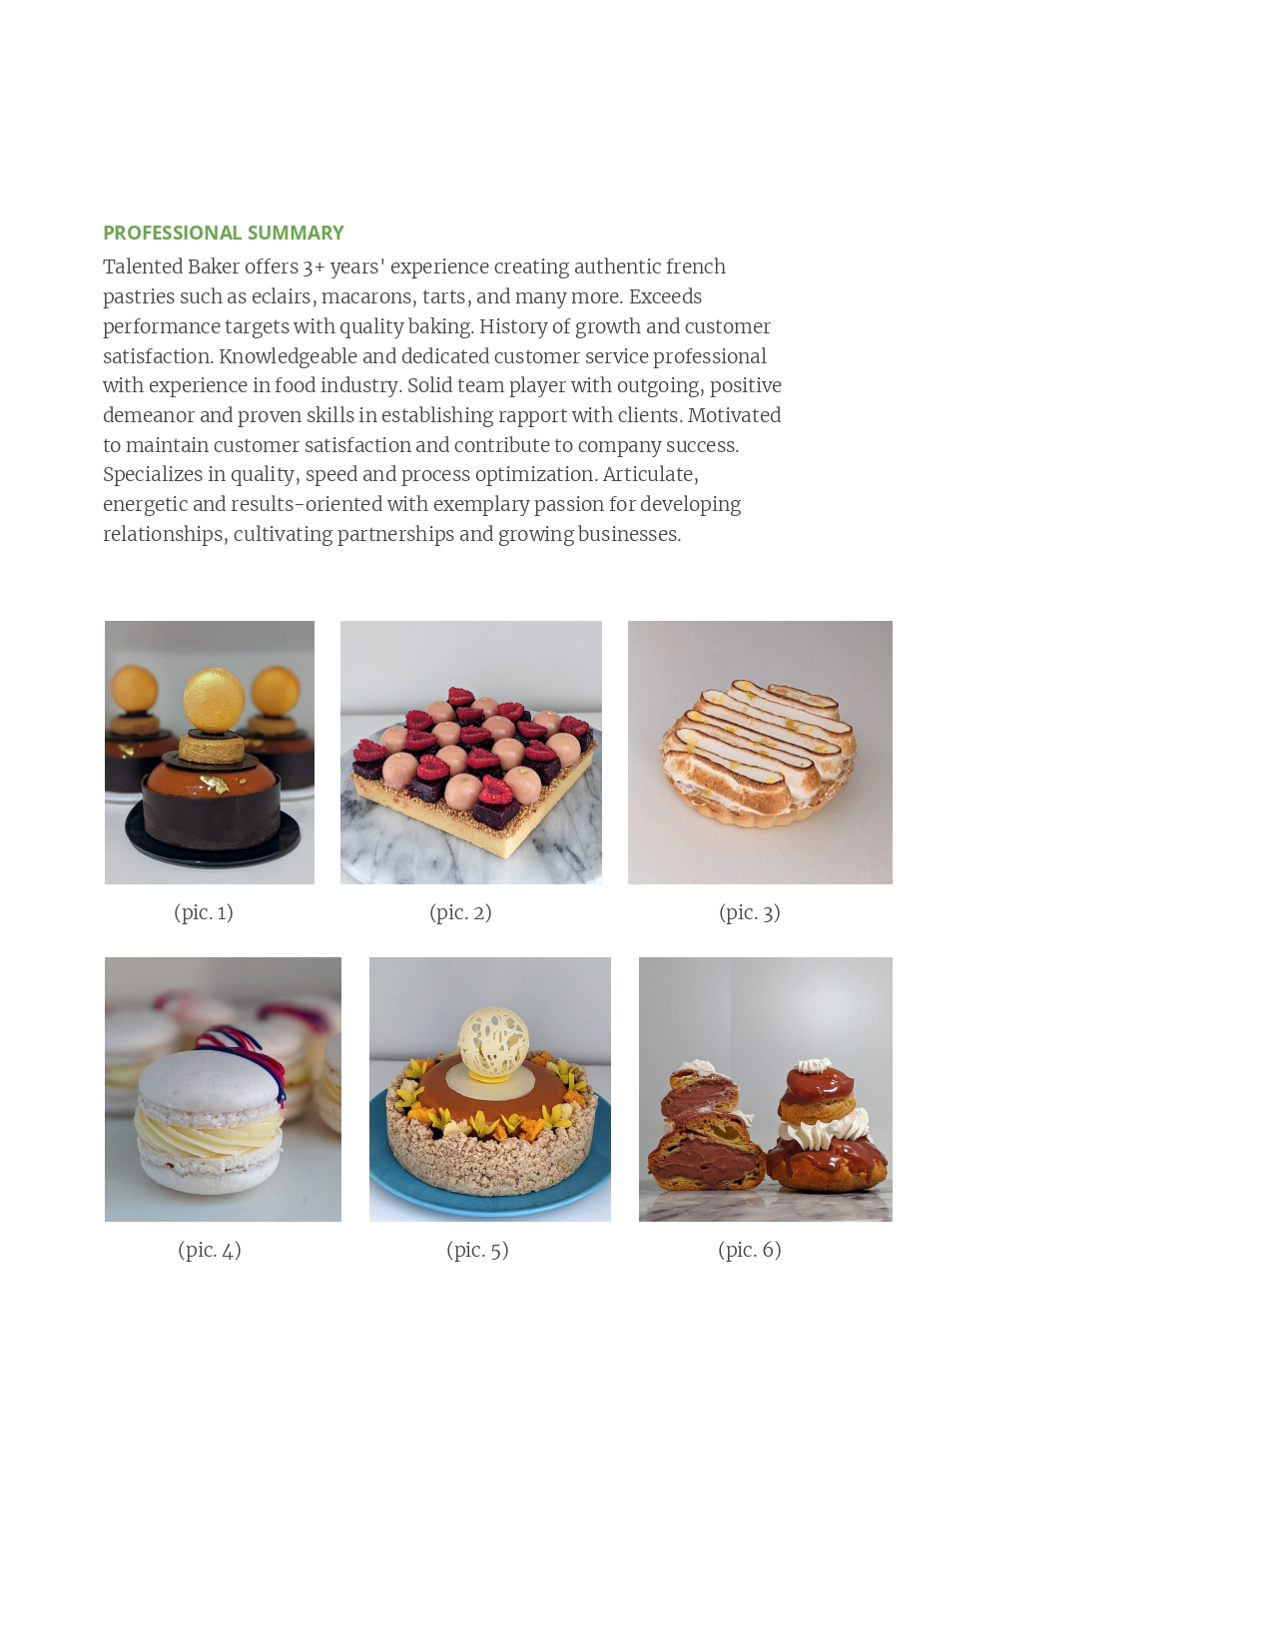 PROFESSIONAL SUMMARY
Talented Baker offers 3+ years' experience creating authentic french
pastries such as eclairs, macarons, tarts, and many more. Exceeds
performance targets with quality baking. History of growth and customer
satisfaction. Knowledgeable and dedicated customer service professional
with experience in food industry. Solid team player with outgoing, positive
demeanor and proven skills in establishing rapport with clients. Motivated
to maintain customer satisfaction and contribute to company success.
Specializes in quality, speed and process optimization. Articulate,
energetic and results-oriented with exemplary passion for developing
relationships, cultivating partnerships and growing businesses.
(pic. 1)
(pic. 2)
(pic. 3)
(pic. 4)
(pic. 5)
(pic. 6)